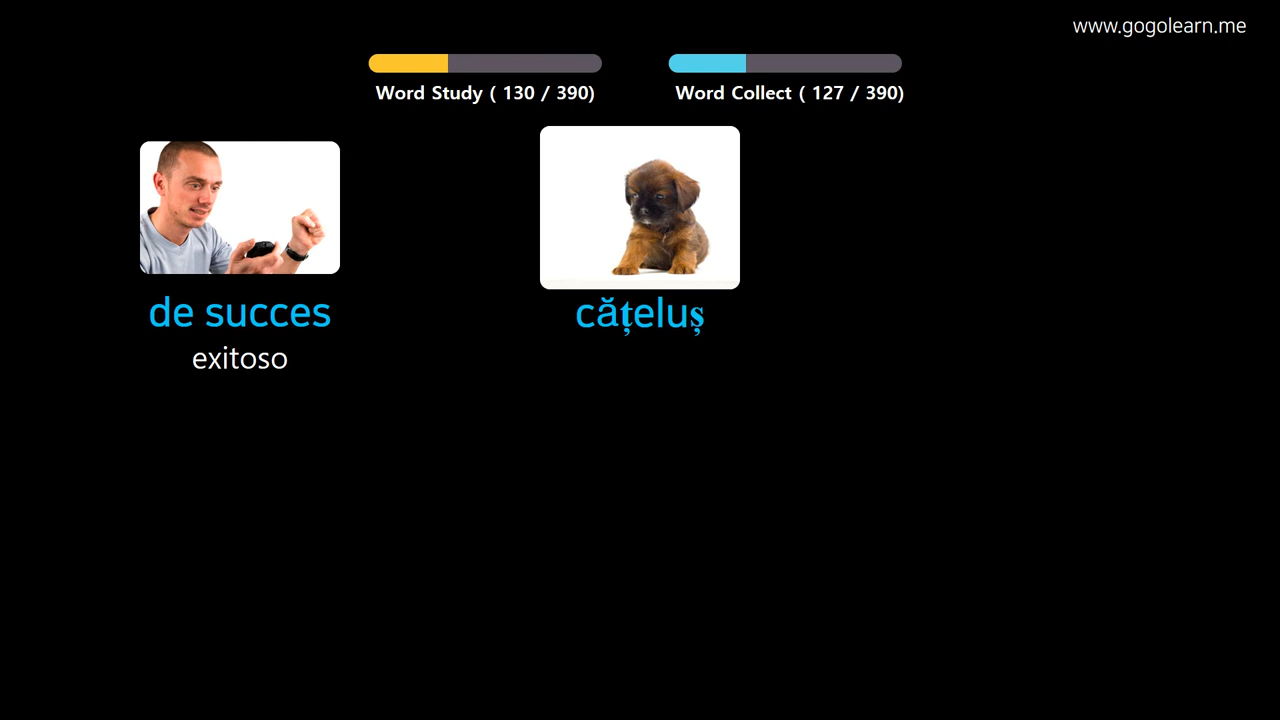 www.gogolearn.me
Word Study ( 130 / 390)
Word Collect ( 127 / 390)
de succes
exitoso
cățeluș